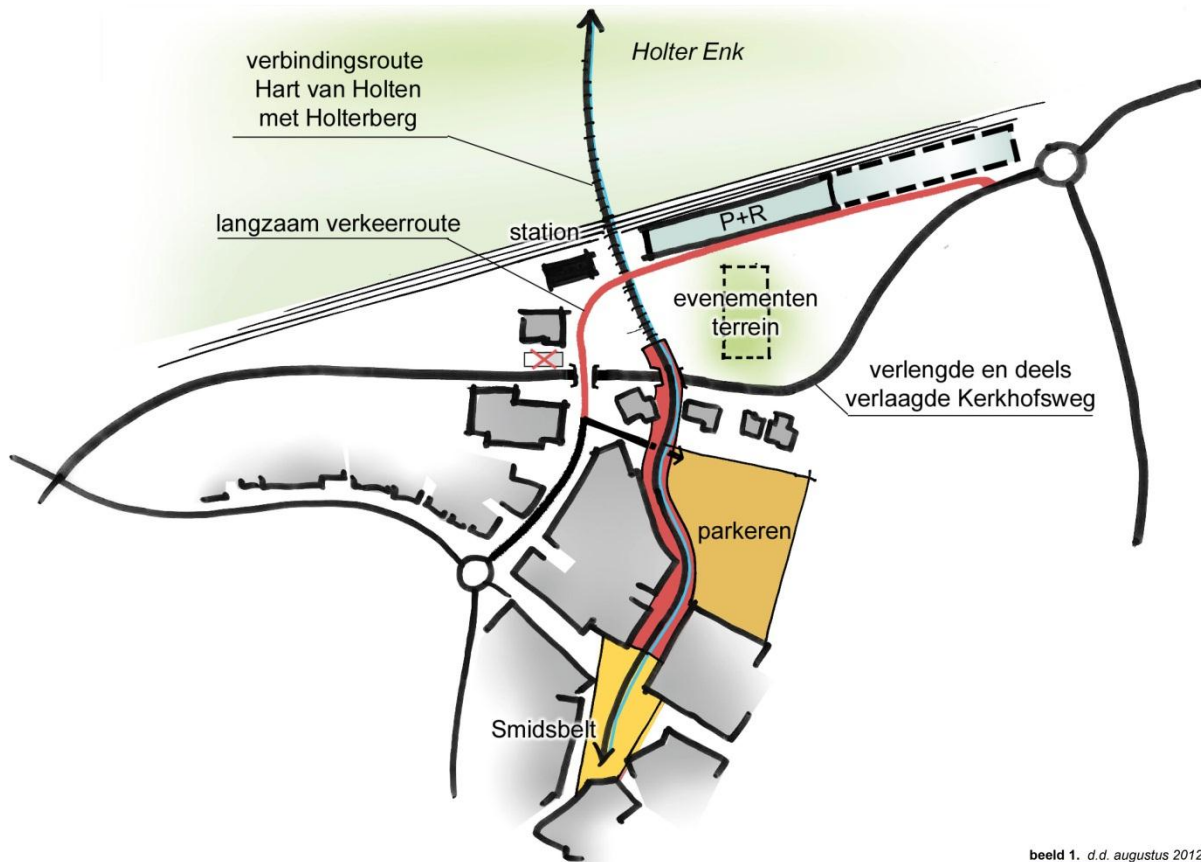 Holter Enk
verbindingsroute
Hart van Holten
met Holterberg
langzaam verkeerroute
station
P+R
evenementen
terrein
verlengde en deels
verlaagde Kerkhofsweg
parkeren
Smidsbelt
beeld 1. d.d. augustus 2012